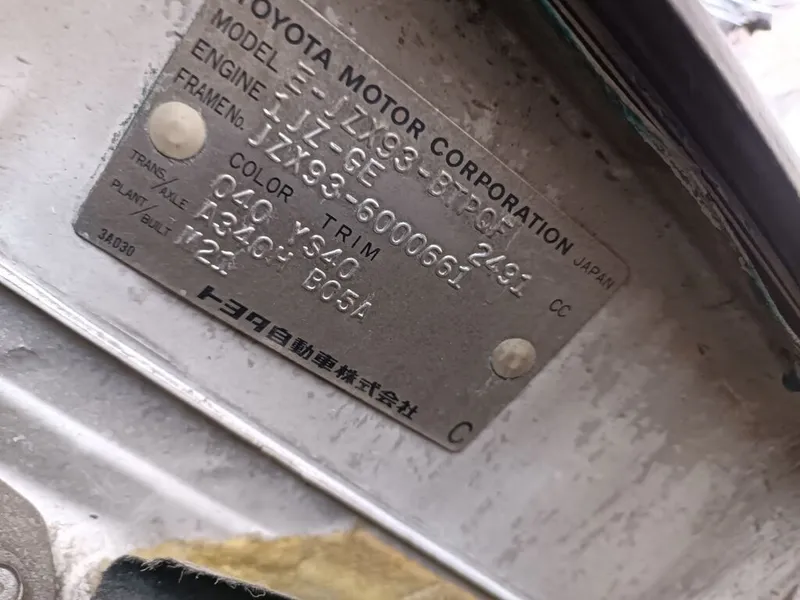 TOYOTA MOTOR CORPORATION JAPAN
MODEL E-JZX93-BTPQF
ENGINE 1JZ-GE 2491 CC
FRAME No. JZX93-6000661
COLOR TRIM
040 YS40
TRANS./AXLE A340H B05A
PLANT/BUILT M21
3A030
トヨタ自動車株式会社 C